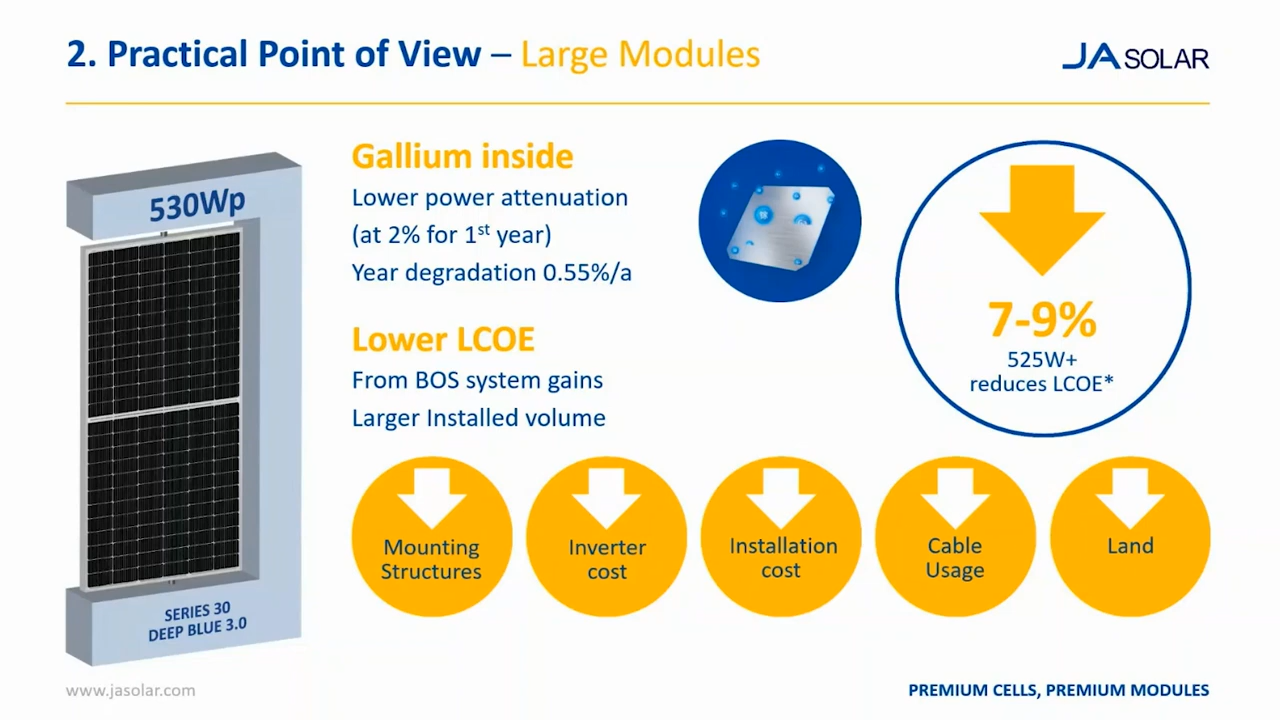 2. Practical Point of View – Large Modules
JA SOLAR
530Wp
SERIES 30
DEEP BLUE 3.0
Gallium inside
Lower power attenuation
(at 2% for 1st year)
Year degradation 0.55%/a
Lower LCOE
From BOS system gains
Larger Installed volume
7-9%
525W+
reduces LCOE*
Mounting
Structures
Inverter
cost
Installation
cost
Cable
Usage
Land
www.jasolar.com
PREMIUM CELLS, PREMIUM MODULES